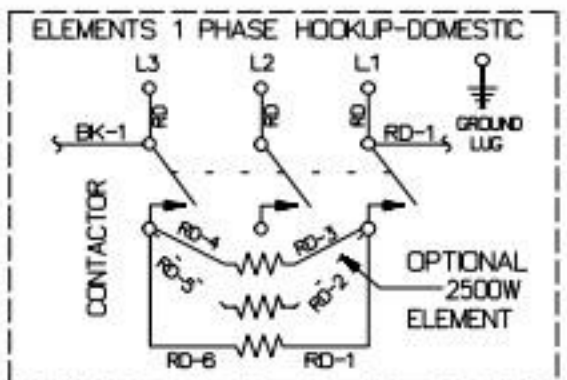 ELEMENTS 1 PHASE HOOKUP-DOMESTIC
L3 L2 L1
RD RD RD
BK-1 RD-1 GROUND
LUG
CONTACTOR
RD-4 RD-3
RD-5 RD-2
OPTIONAL
2500W
ELEMENT
RD-6 RD-1